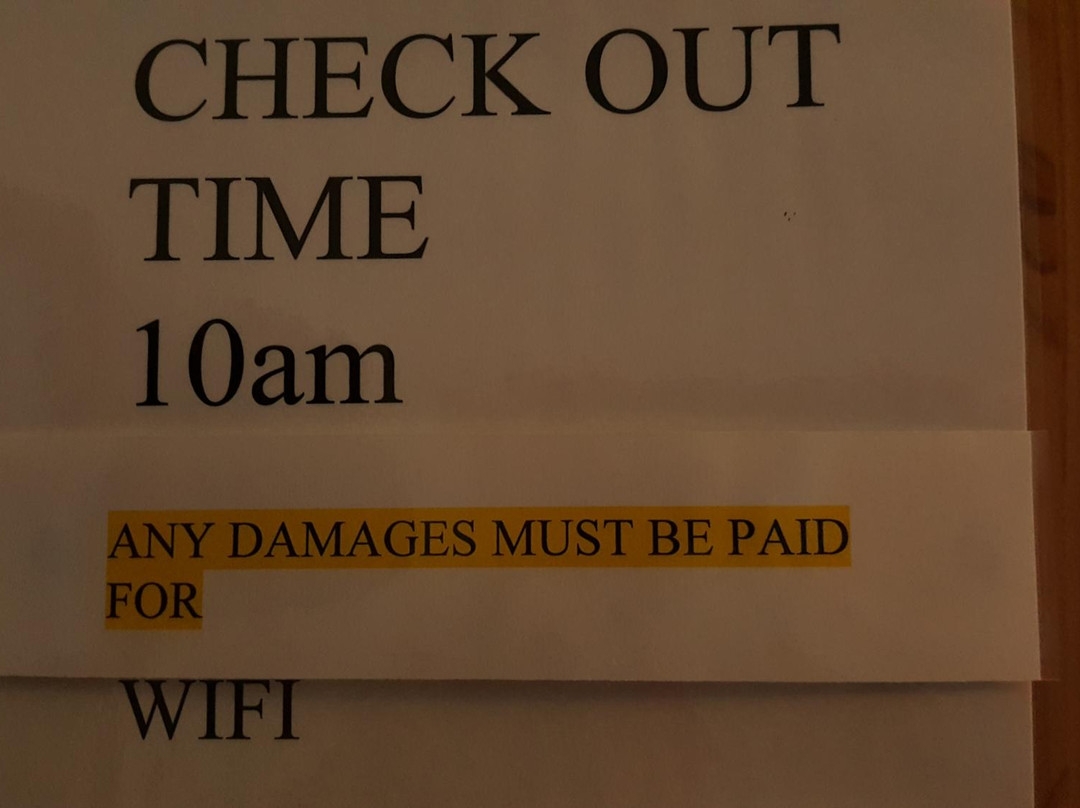 CHECK OUT
TIME
10am
ANY DAMAGES MUST BE PAID
FOR
WIFI